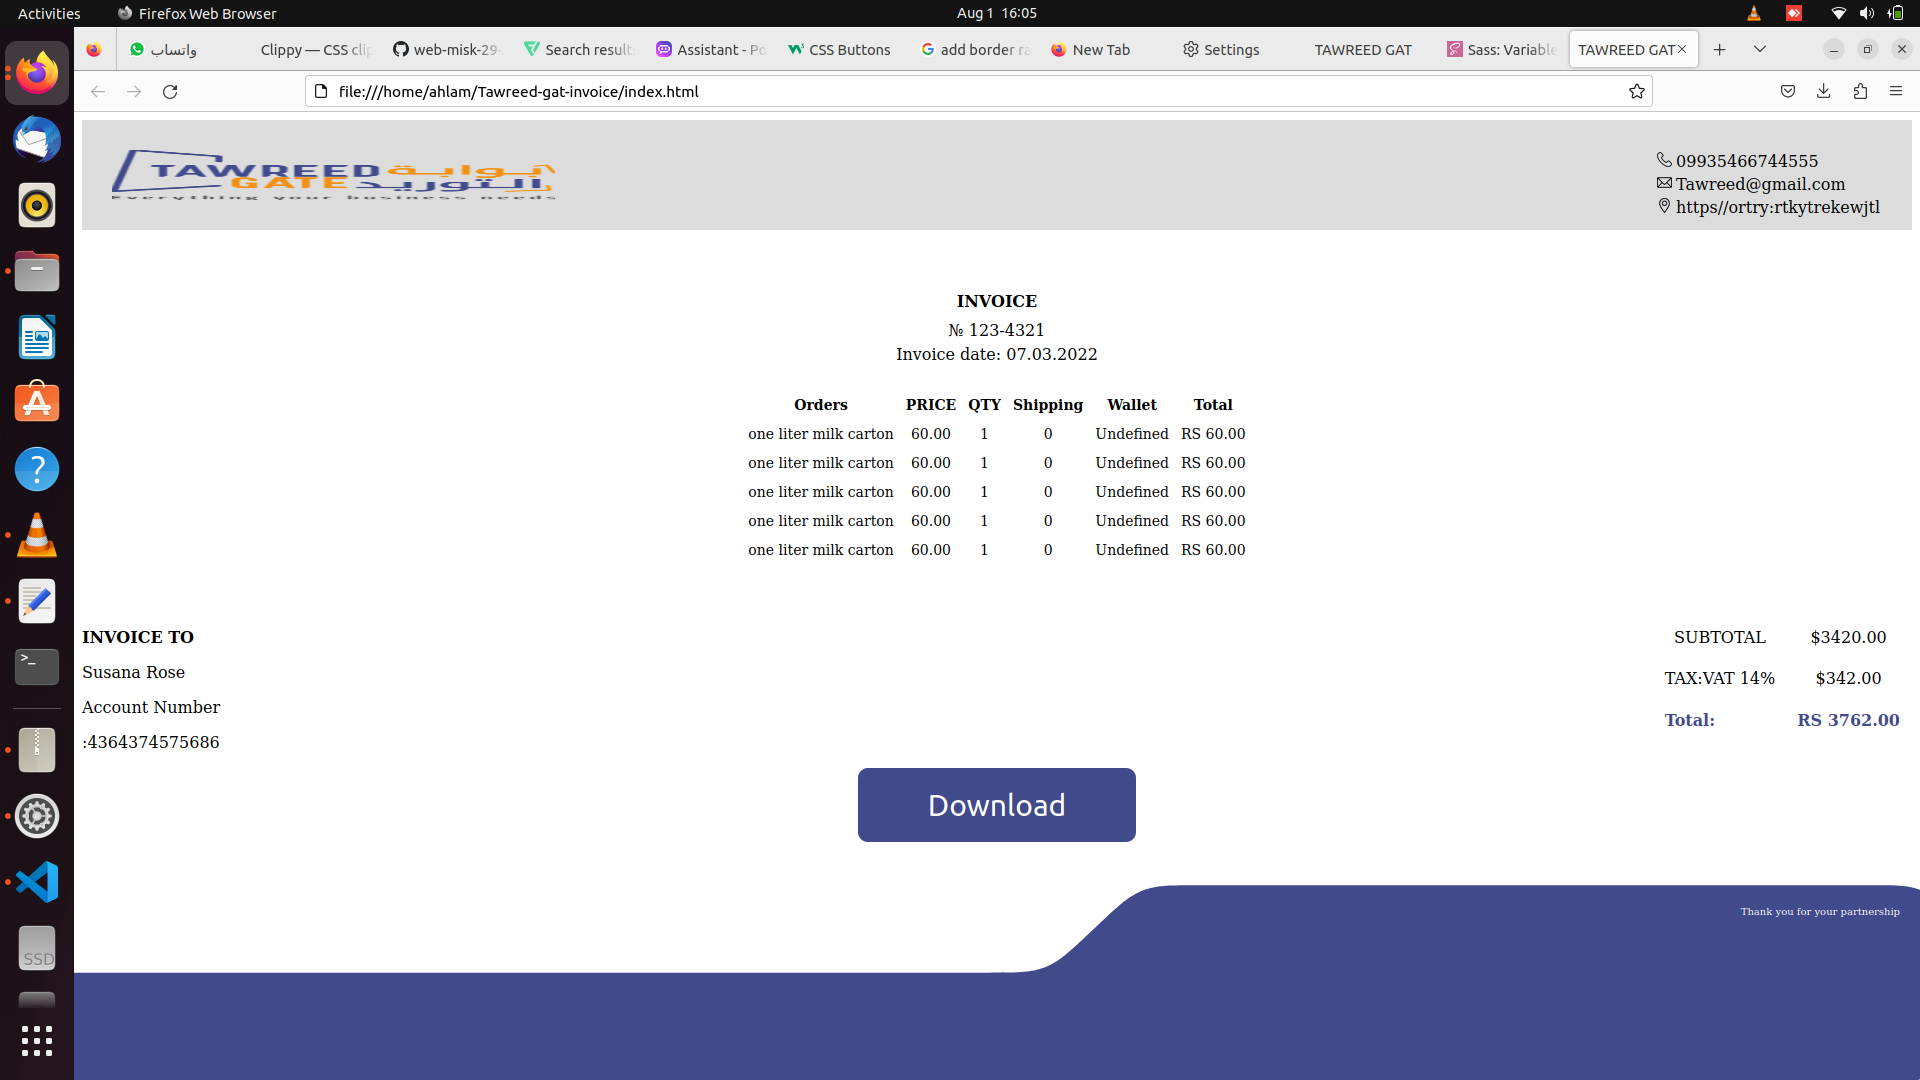 Activities
Firefox Web Browser
Aug 1 16:05
واتساب
Clippy — CSS clip
web-misk-29-
Search results
Assistant - Po
CSS Buttons
add border ra
New Tab
Settings
TAWREED GAT
Sass: Variable
TAWREED GAT
file:///home/ahlam/Tawreed-gat-invoice/index.html
TAWREED بوابة
GATE التوريد
Everything your business needs
09935466744555
Tawreed@gmail.com
https//ortry:rtkytrekewjtl
INVOICE
№ 123-4321
Invoice date: 07.03.2022
Orders PRICE QTY Shipping Wallet Total
one liter milk carton 60.00 1 0 Undefined RS 60.00
one liter milk carton 60.00 1 0 Undefined RS 60.00
one liter milk carton 60.00 1 0 Undefined RS 60.00
one liter milk carton 60.00 1 0 Undefined RS 60.00
one liter milk carton 60.00 1 0 Undefined RS 60.00
INVOICE TO
Susana Rose
Account Number
:4364374575686
SUBTOTAL $3420.00
TAX:VAT 14% $342.00
Total: RS 3762.00
Download
Thank you for your partnership
SSD